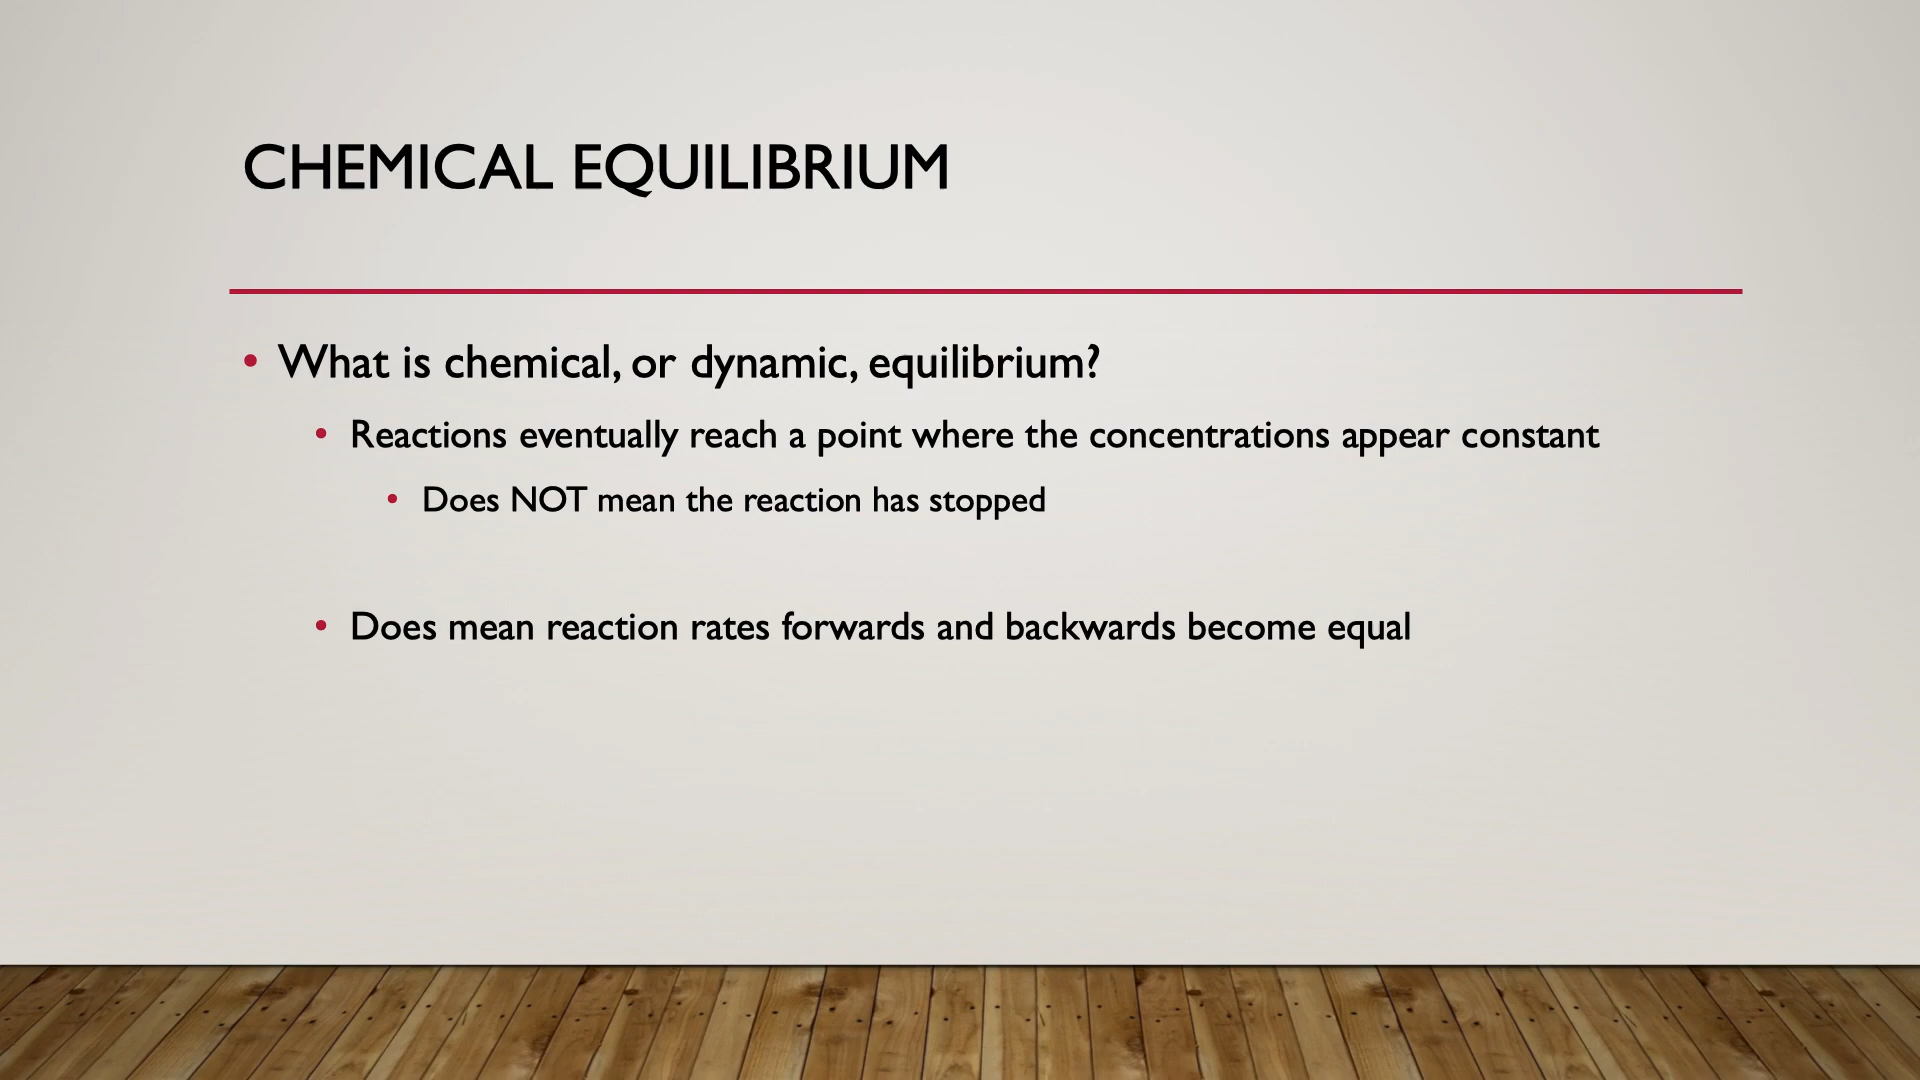 CHEMICAL EQUILIBRIUM
• What is chemical, or dynamic, equilibrium?
• Reactions eventually reach a point where the concentrations appear constant
• Does NOT mean the reaction has stopped
• Does mean reaction rates forwards and backwards become equal